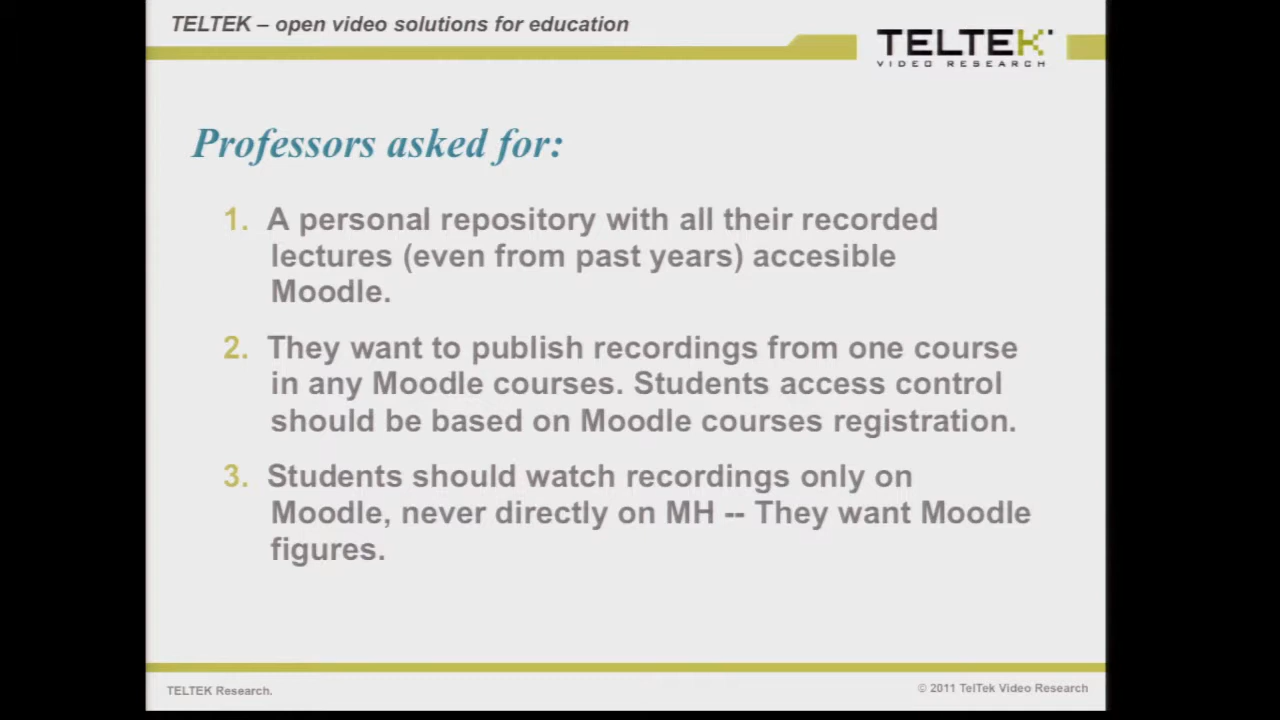 TELTEK – open video solutions for education
TELTEK
VIDEO RESEARCH
Professors asked for:
1. A personal repository with all their recorded
lectures (even from past years) accesible
Moodle.
2. They want to publish recordings from one course
in any Moodle courses. Students access control
should be based on Moodle courses registration.
3. Students should watch recordings only on
Moodle, never directly on MH -- They want Moodle
figures.
TELTEK Research.
© 2011 TelTek Video Research